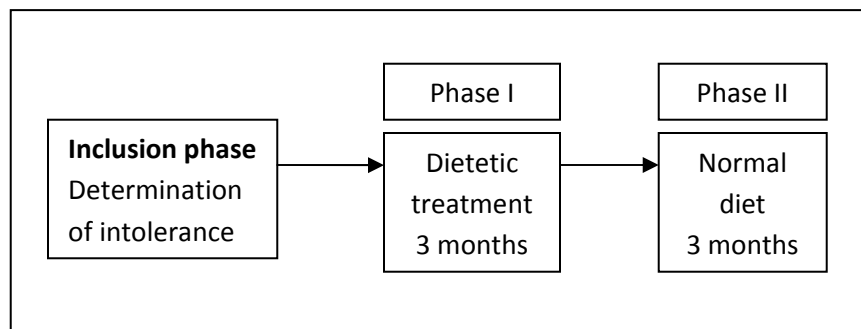 Inclusion phase
Determination
of intolerance
Phase I
Dietetic
treatment
3 months
Phase II
Normal
diet
3 months